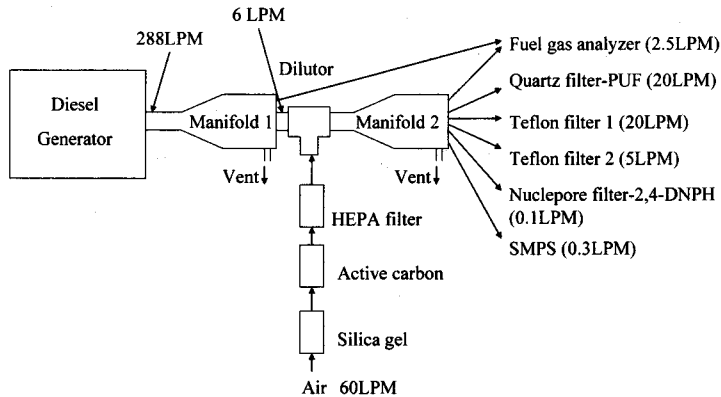 6 LPM
288LPM
Dilutor
Diesel
Generator
Manifold 1
Manifold 2
Vent
Vent
Fuel gas analyzer (2.5LPM)
Quartz filter-PUF (20LPM)
Teflon filter 1 (20LPM)
Teflon filter 2 (5LPM)
Nuclepore filter-2,4-DNPH
(0.1LPM)
SMPS (0.3LPM)
HEPA filter
Active carbon
Silica gel
Air 60LPM